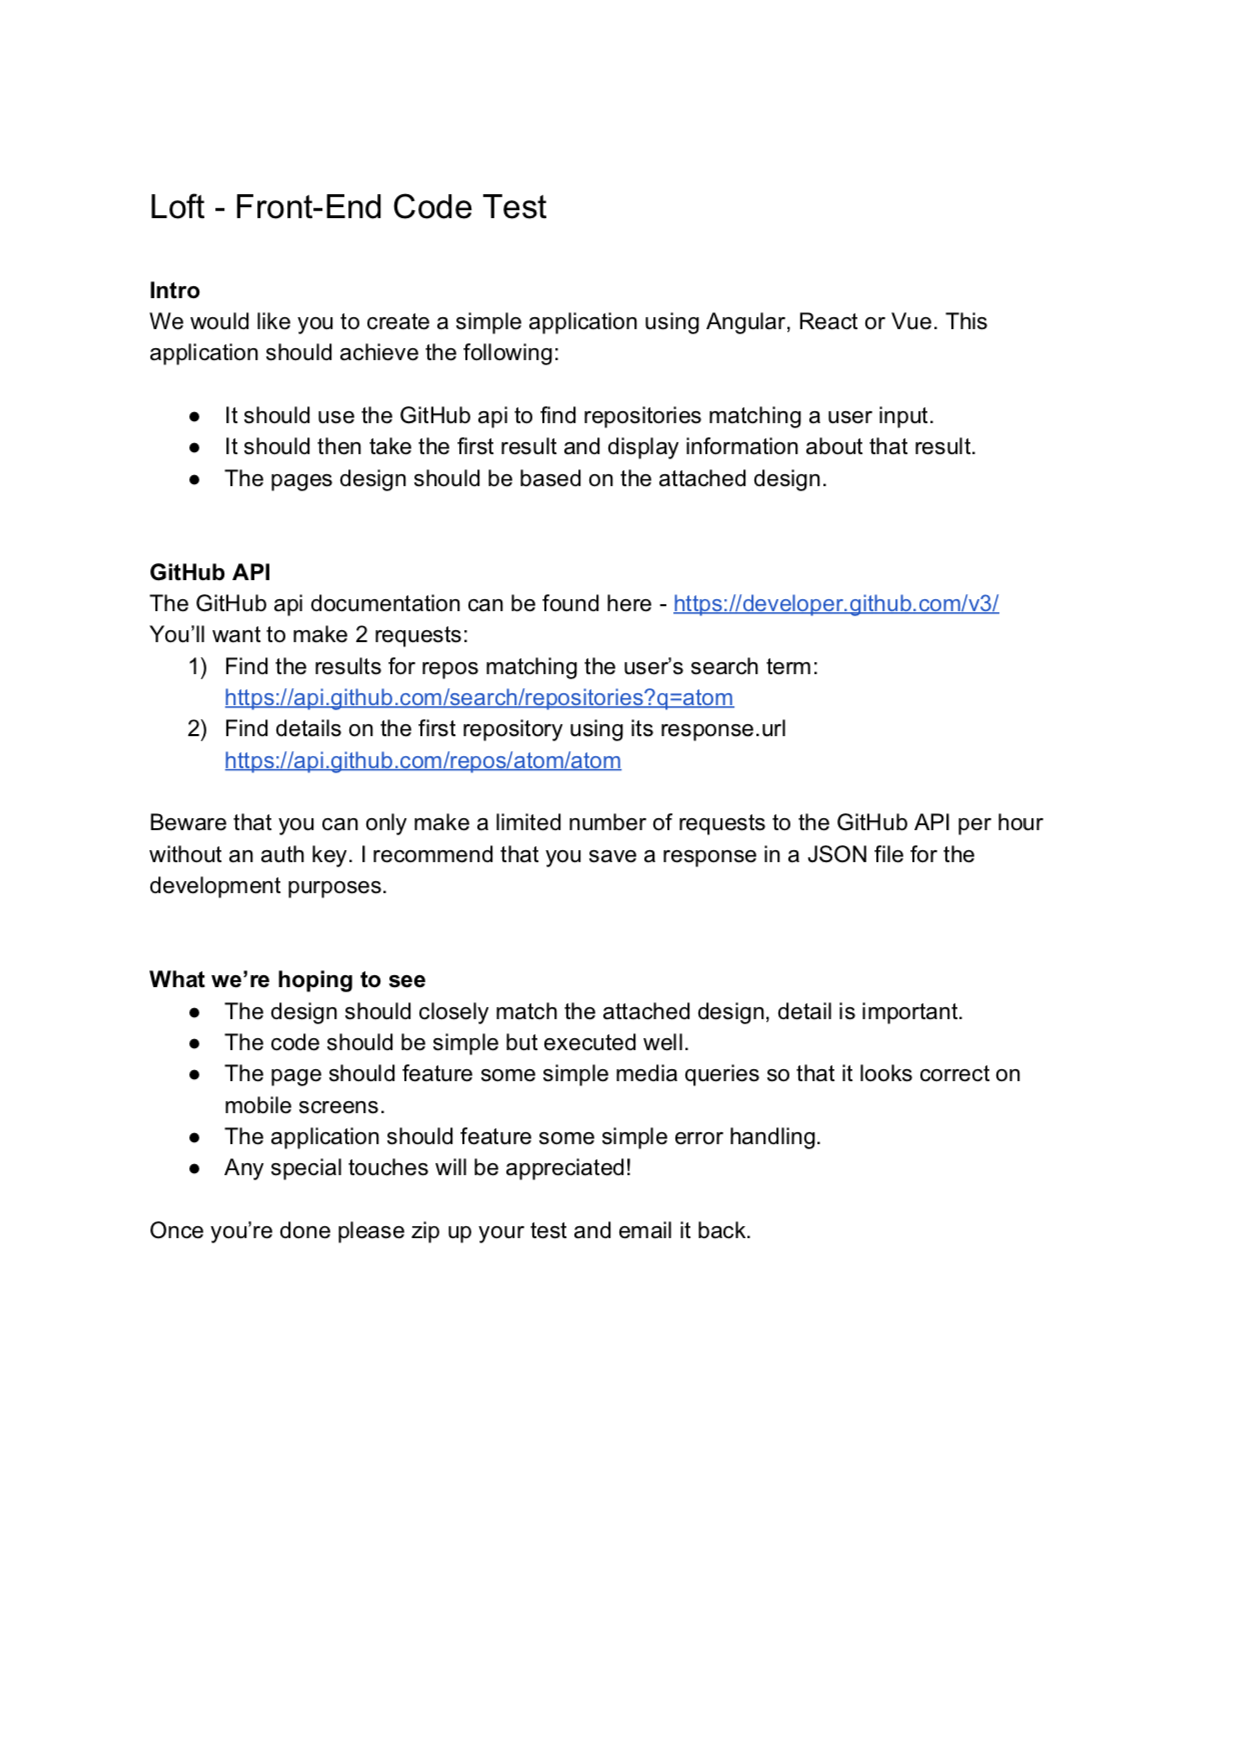 Loft - Front-End Code Test
Intro
We would like you to create a simple application using Angular, React or Vue. This
application should achieve the following:
● It should use the GitHub api to find repositories matching a user input.
● It should then take the first result and display information about that result.
● The pages design should be based on the attached design.
GitHub API
The GitHub api documentation can be found here - https://developer.github.com/v3/
You’ll want to make 2 requests:
1) Find the results for repos matching the user’s search term:
https://api.github.com/search/repositories?q=atom
2) Find details on the first repository using its response.url
https://api.github.com/repos/atom/atom
Beware that you can only make a limited number of requests to the GitHub API per hour
without an auth key. I recommend that you save a response in a JSON file for the
development purposes.
What we’re hoping to see
● The design should closely match the attached design, detail is important.
● The code should be simple but executed well.
● The page should feature some simple media queries so that it looks correct on
mobile screens.
● The application should feature some simple error handling.
● Any special touches will be appreciated!
Once you’re done please zip up your test and email it back.